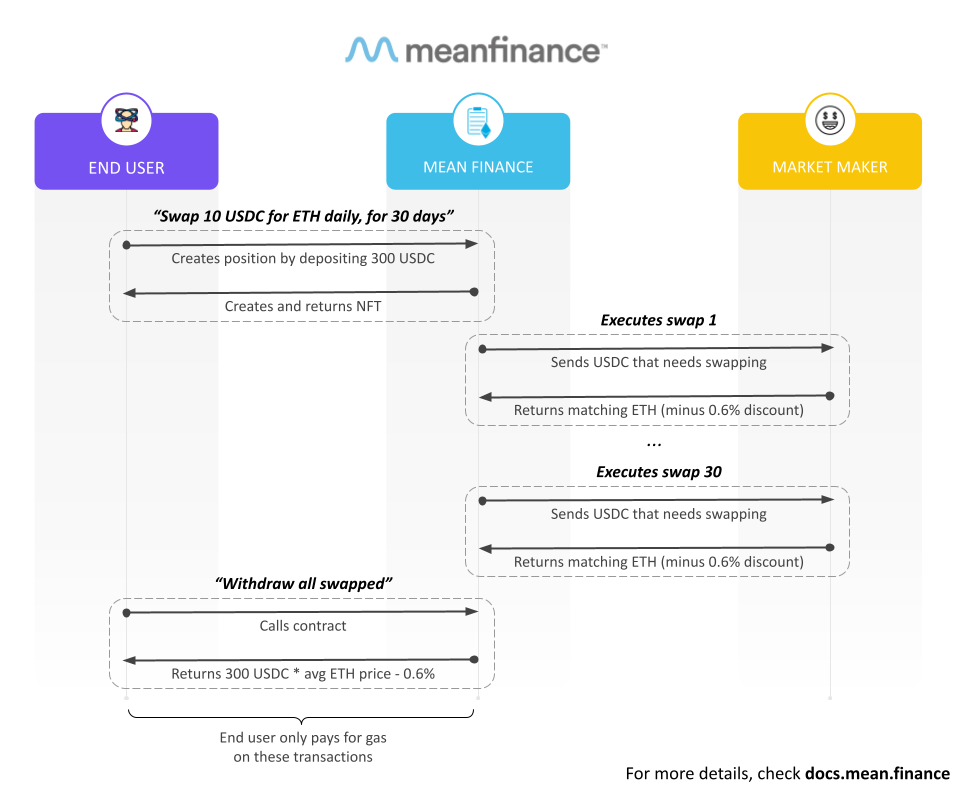 meanfinance™
END USER
MEAN FINANCE
MARKET MAKER
“Swap 10 USDC for ETH daily, for 30 days”
Creates position by depositing 300 USDC
Creates and returns NFT
Executes swap 1
Sends USDC that needs swapping
Returns matching ETH (minus 0.6% discount)
...
Executes swap 30
Sends USDC that needs swapping
Returns matching ETH (minus 0.6% discount)
“Withdraw all swapped”
Calls contract
Returns 300 USDC * avg ETH price - 0.6%
End user only pays for gas
on these transactions
For more details, check docs.mean.finance